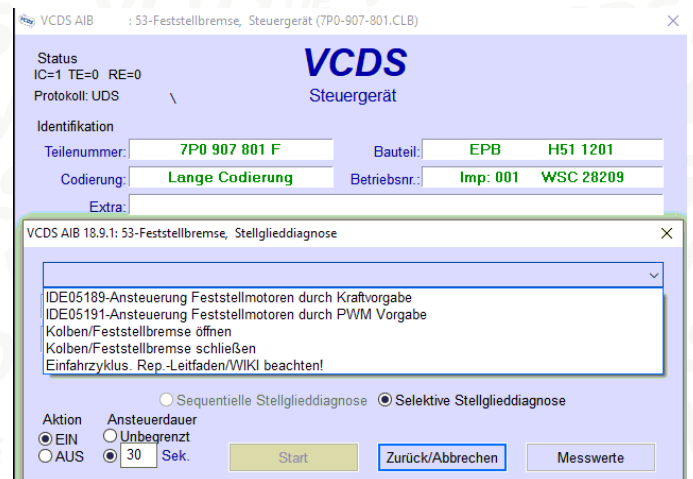 VCDS AIB : 53-Feststellbremse, Steuergerät (7P0-907-801.CLB)
Status
IC=1 TE=0 RE=0
Protokoll: UDS \
VCDS
Steuergerät
Identifikation
Teilenummer: 7P0 907 801 F Bauteil: EPB H51 1201
Codierung: Lange Codierung Betriebsnr.: Imp: 001 WSC 28209
Extra:
VCDS AIB 18.9.1: 53-Feststellbremse, Stellglieddiagnose
IDE05189-Ansteuerung Feststellmotoren durch Kraftvorgabe
IDE05191-Ansteuerung Feststellmotoren durch PWM Vorgabe
Kolben/Feststellbremse öffnen
Kolben/Feststellbremse schließen
Einfahrzyklus. Rep.-Leitfaden/WIKI beachten!
Sequentielle Stellglieddiagnose Selektive Stellglieddiagnose
Aktion Ansteuerdauer
EIN Unbegrenzt
AUS 30 Sek. Start Zurück/Abbrechen Messwerte